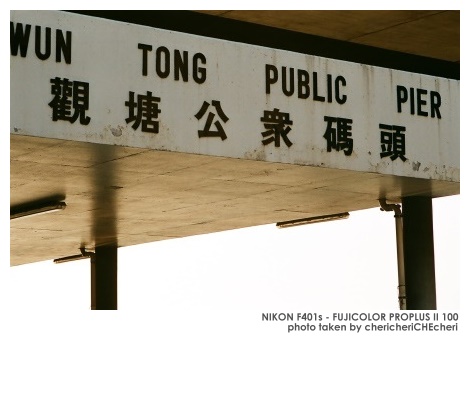 WUN TONG PUBLIC PIER
觀塘公衆碼頭
NIKON F401s - FUJICOLOR PROPLUS II 100
photo taken by chericheriCHEcheri